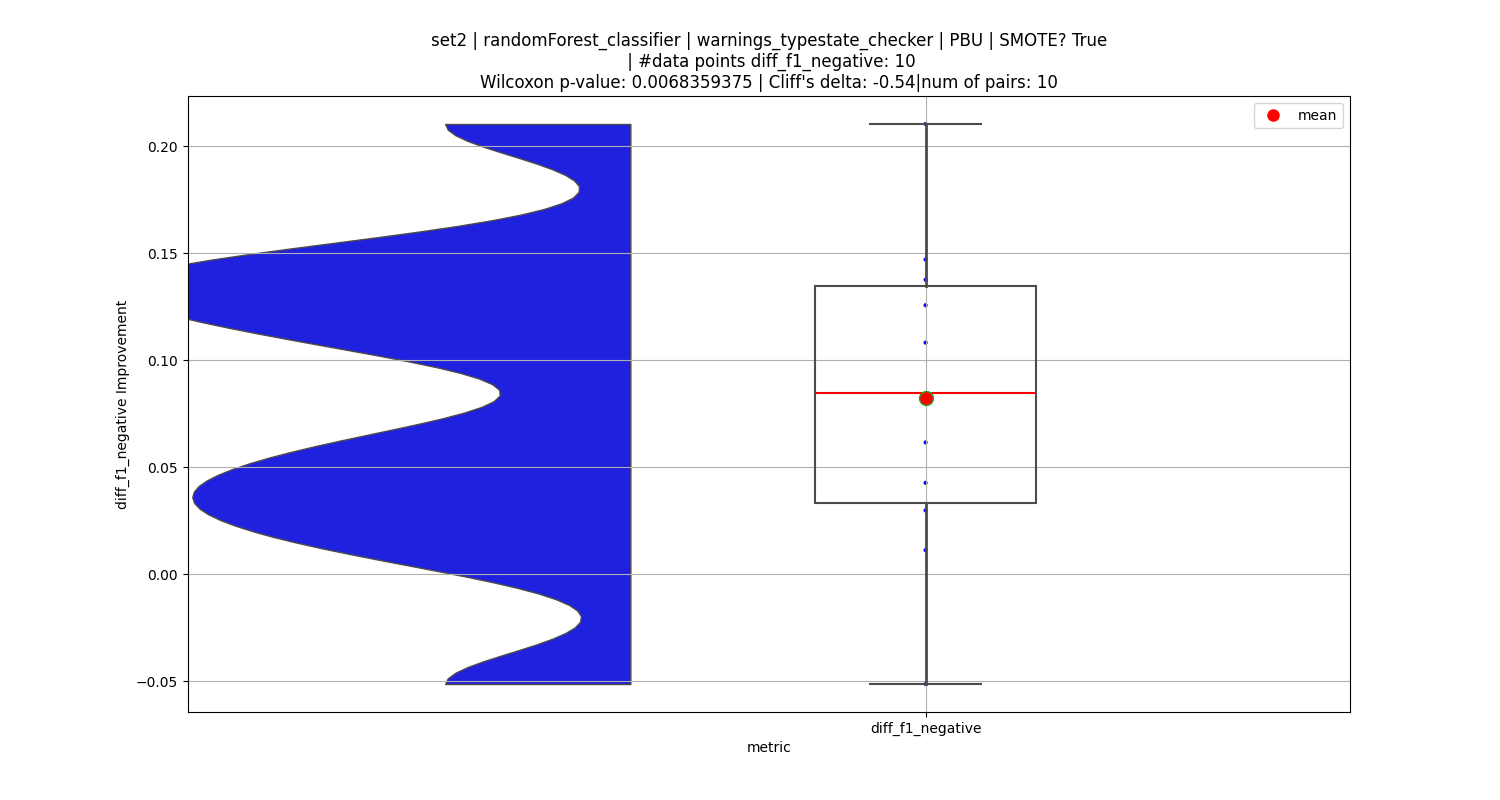 set2 | randomForest_classifier | warnings_typestate_checker | PBU | SMOTE? True
| #data points diff_f1_negative: 10
Wilcoxon p-value: 0.0068359375 | Cliff's delta: -0.54|num of pairs: 10
mean
0.20
0.15
0.10
0.05
0.00
−0.05
diff_f1_negative Improvement
diff_f1_negative
metric